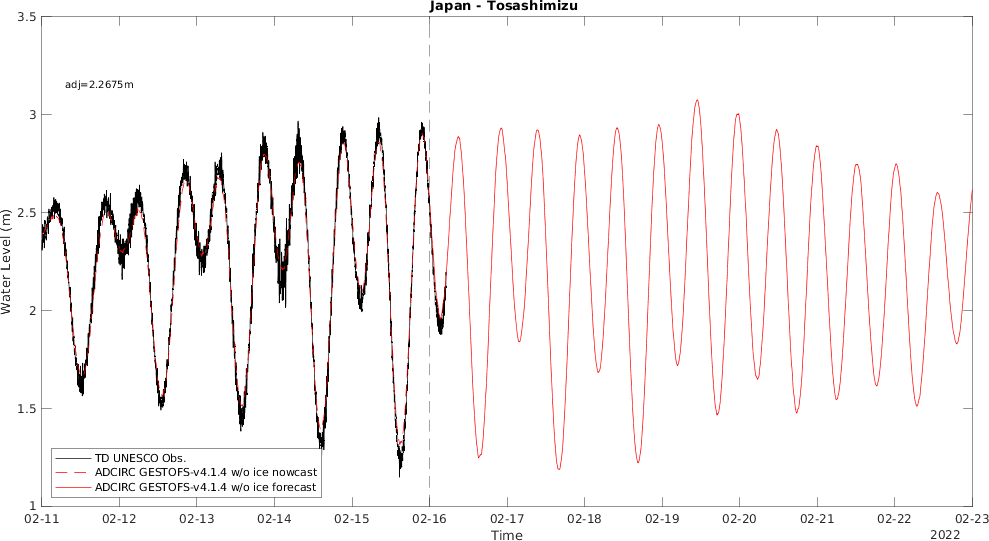 Japan - Tosashimizu
3.5
adj=2.2675m
3
2.5
Water Level (m)
2
1.5
TD UNESCO Obs.
ADCIRC GESTOFS-v4.1.4 w/o ice nowcast
ADCIRC GESTOFS-v4.1.4 w/o ice forecast
1
02-11 02-12 02-13 02-14 02-15 02-16 02-17 02-18 02-19 02-20 02-21 02-22 02-23
Time
2022